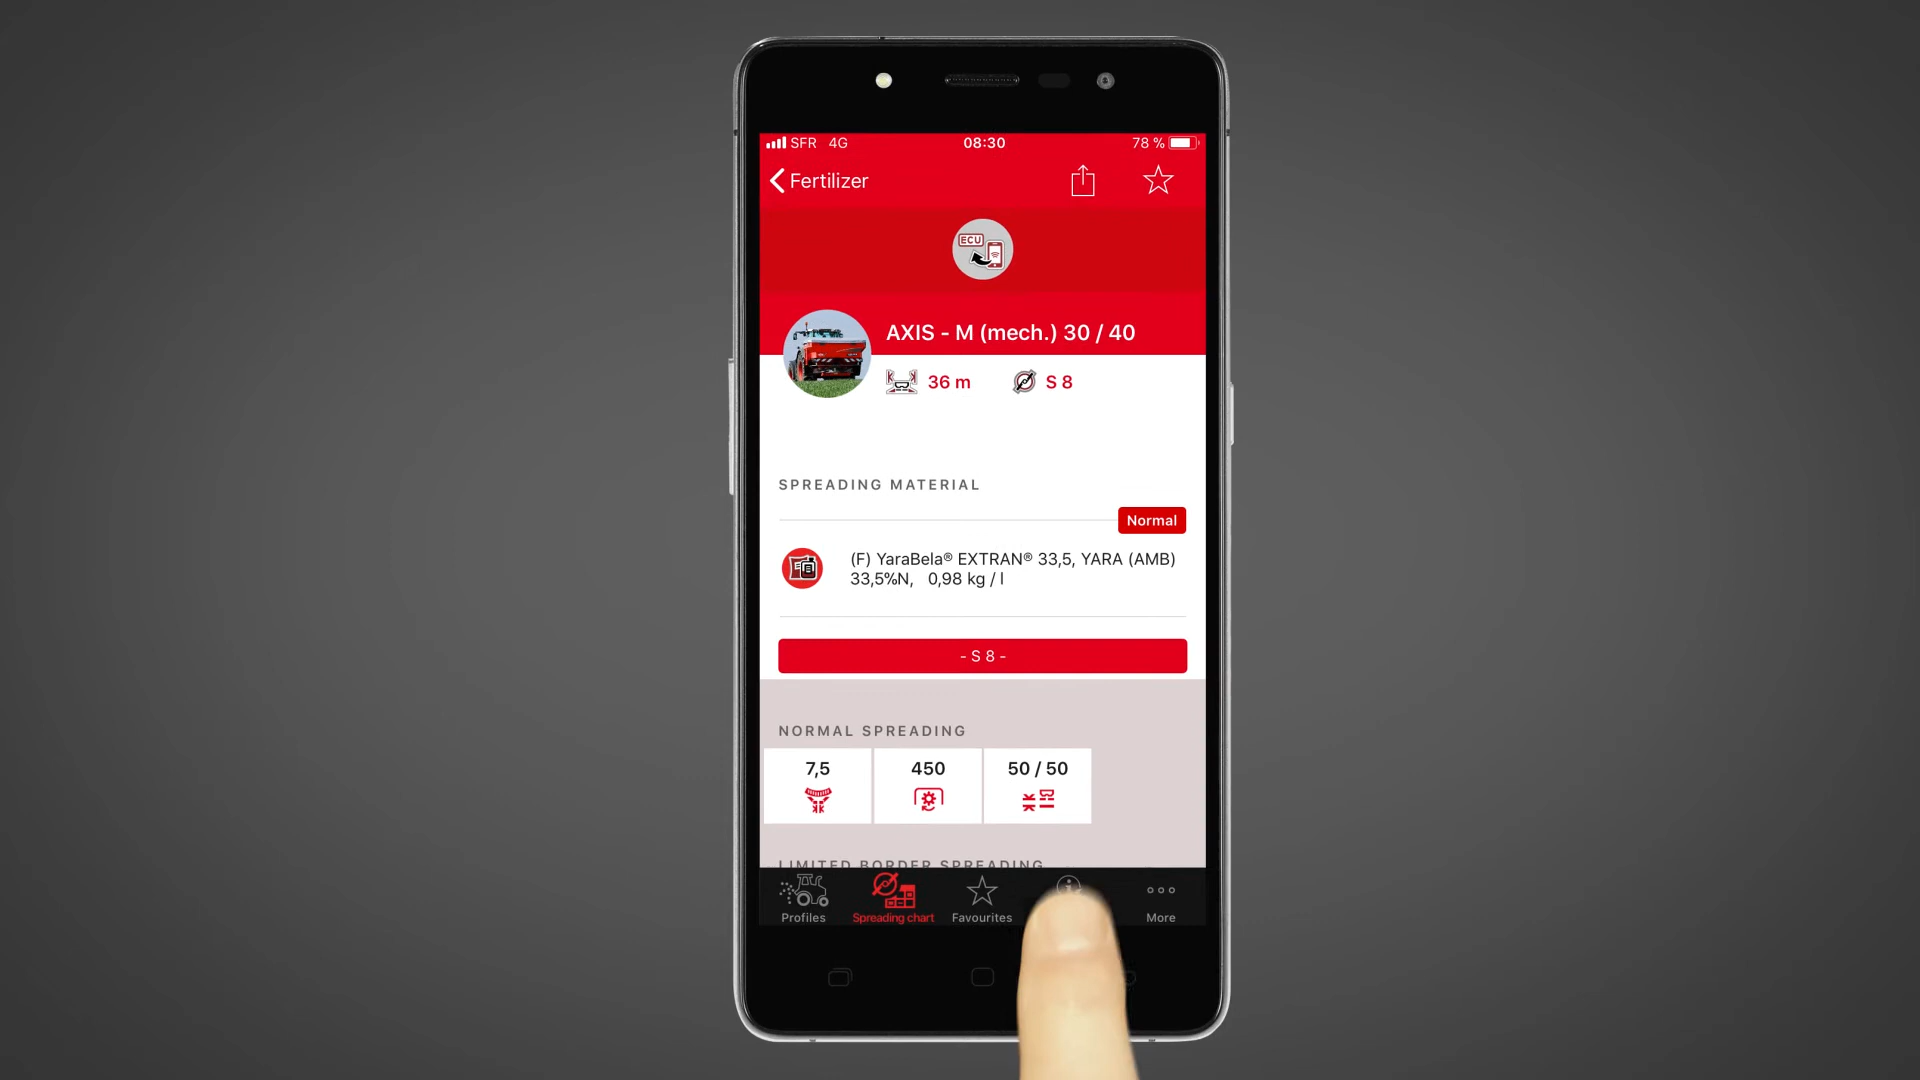 SFR 4G 08:30 78 %
Fertilizer
ECU
AXIS - M (mech.) 30 / 40
36 m S 8
SPREADING MATERIAL
Normal
(F) YaraBela® EXTRAN® 33,5, YARA (AMB)
33,5%N, 0,98 kg / l
- S 8 -
NORMAL SPREADING
7,5 450 50 / 50
LIMITED BORDER SPREADING
Profiles Spreading chart Favourites More